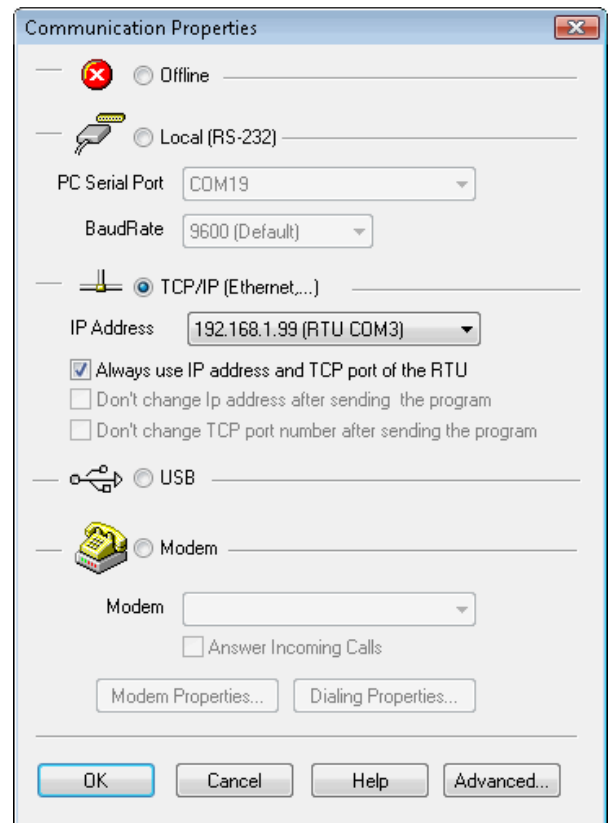 Communication Properties
Offline
Local (RS-232)
PC Serial Port COM19
BaudRate 9600 (Default)
TCP/IP (Ethernet,...)
IP Address 192.168.1.99 (RTU COM3)
Always use IP address and TCP port of the RTU
Don't change Ip address after sending the program
Don't change TCP port number after sending the program
USB
Modem
Modem
Answer Incoming Calls
Modem Properties... Dialing Properties...
OK Cancel Help Advanced...